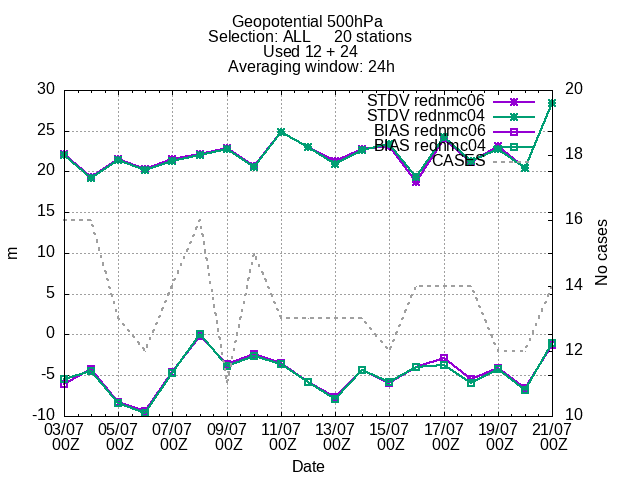 Geopotential 500hPa
Selection: ALL 20 stations
Used 12 + 24
Averaging window: 24h
30
25
20
15
10
5
0
-5
-10
m
20
18
16
14
12
10
No cases
STDV rednmc06
STDV rednmc04
BIAS rednmc06
BIAS rednmc04
CASES
03/07 05/07 07/07 09/07 11/07 13/07 15/07 17/07 19/07 21/07
00Z 00Z 00Z 00Z 00Z 00Z 00Z 00Z 00Z 00Z
Date